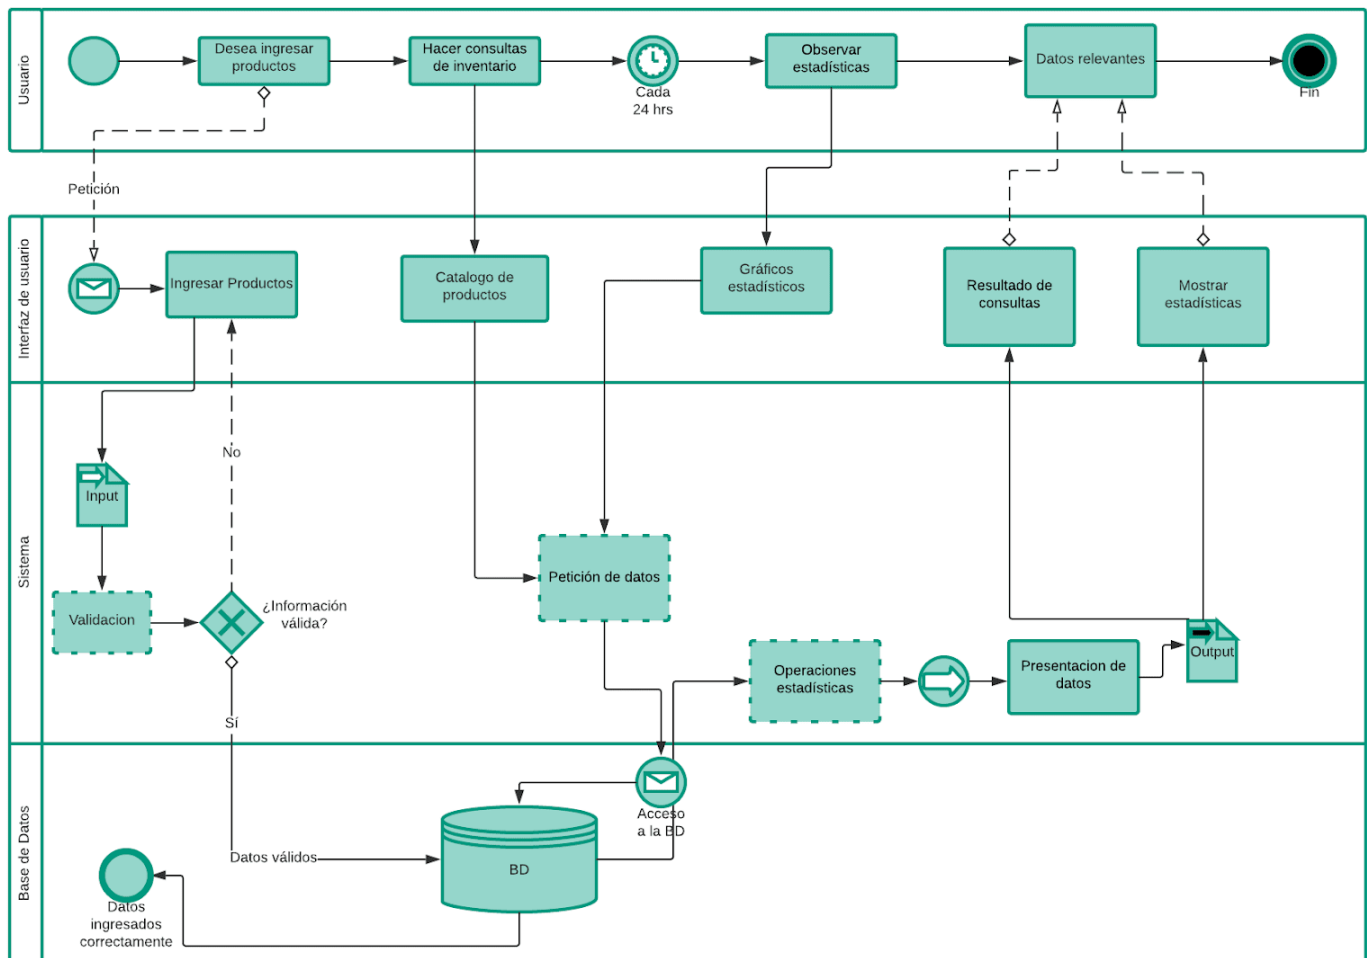 Usuario
Desea ingresar
productos
Hacer consultas
de inventario
Cada
24 hrs
Observar
estadísticas
Datos relevantes
Fin
Petición
Interfaz de usuario
Ingresar Productos
Catalogo de
productos
Gráficos
estadísticos
Resultado de
consultas
Mostrar
estadísticas
Sistema
No
Input
Validacion
¿Información
válida?
Petición de datos
Operaciones
estadísticas
Presentacion de
datos
Output
Sí
Base de Datos
Acceso
a la BD
Datos válidos
BD
Datos
ingresados
correctamente